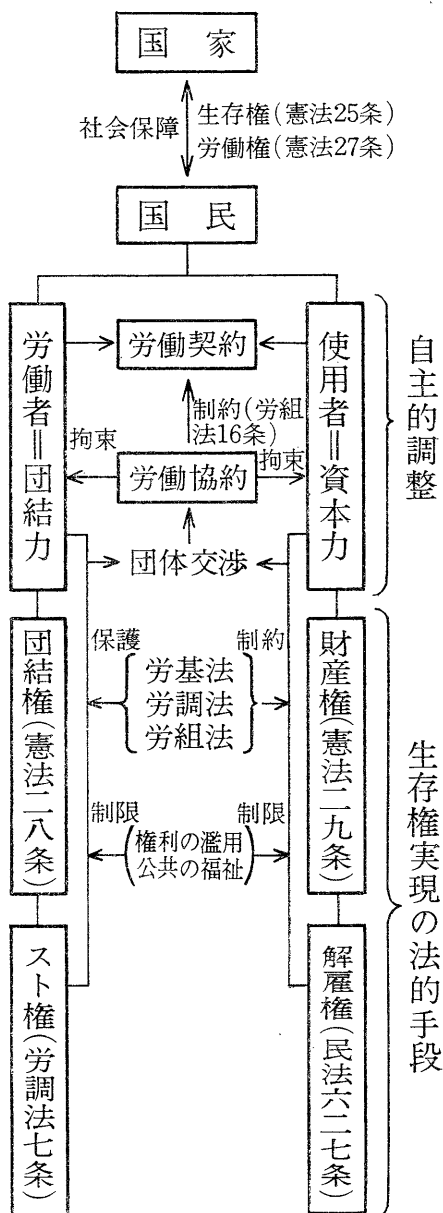 国家
社会保障
生存権(憲法25条)
労働権(憲法27条)
国民
労働者＝団結力
労働契約
使用者＝資本力
自主的調整
制約(労組
法16条)
拘束
労働協約
拘束
団体交渉
団結権(憲法二八条)
保護
労基法
労調法
労組法
制約
財産権(憲法二九条)
制限
(権利の濫用
公共の福祉)
制限
生存権実現の法的手段
スト権(労調法七条)
解雇権(民法六二七条)